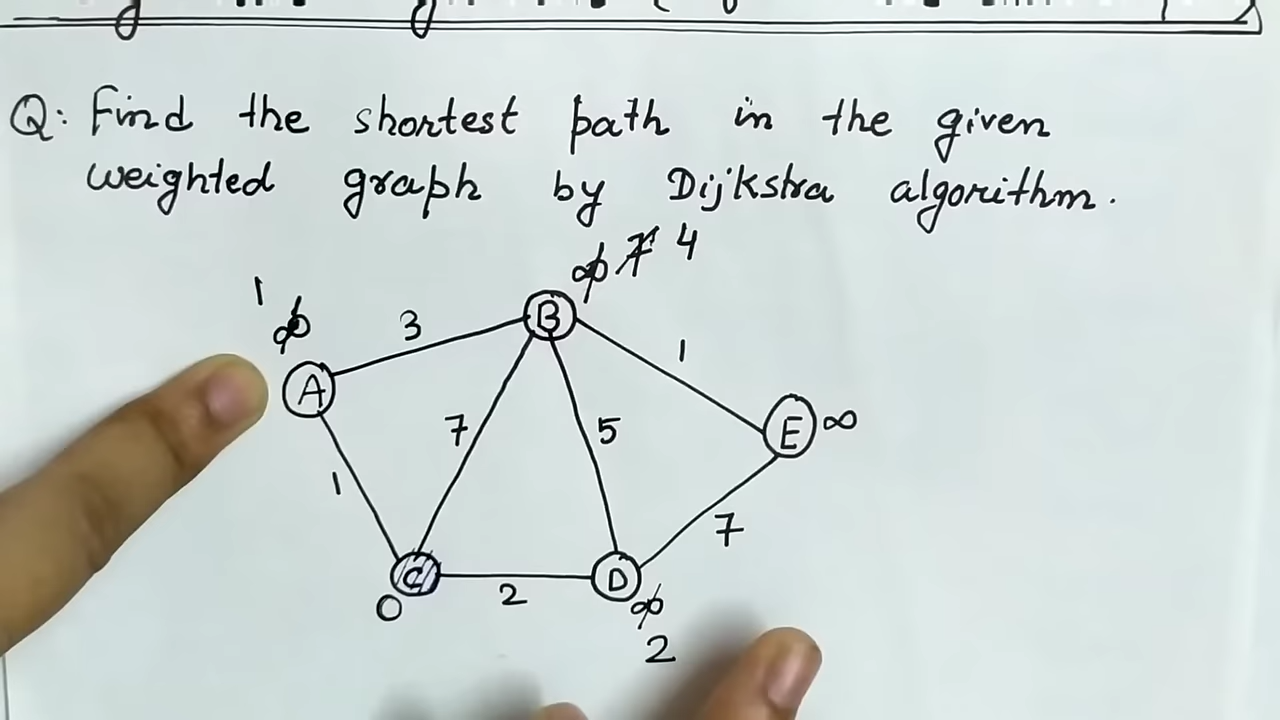 Q: Find the shortest path in the given
weighted graph by Dijkstra algorithm.
∞ 7 4
1
∞
3
B
1
A
7
5
E ∞
1
7
C
D
0
2
∞
2